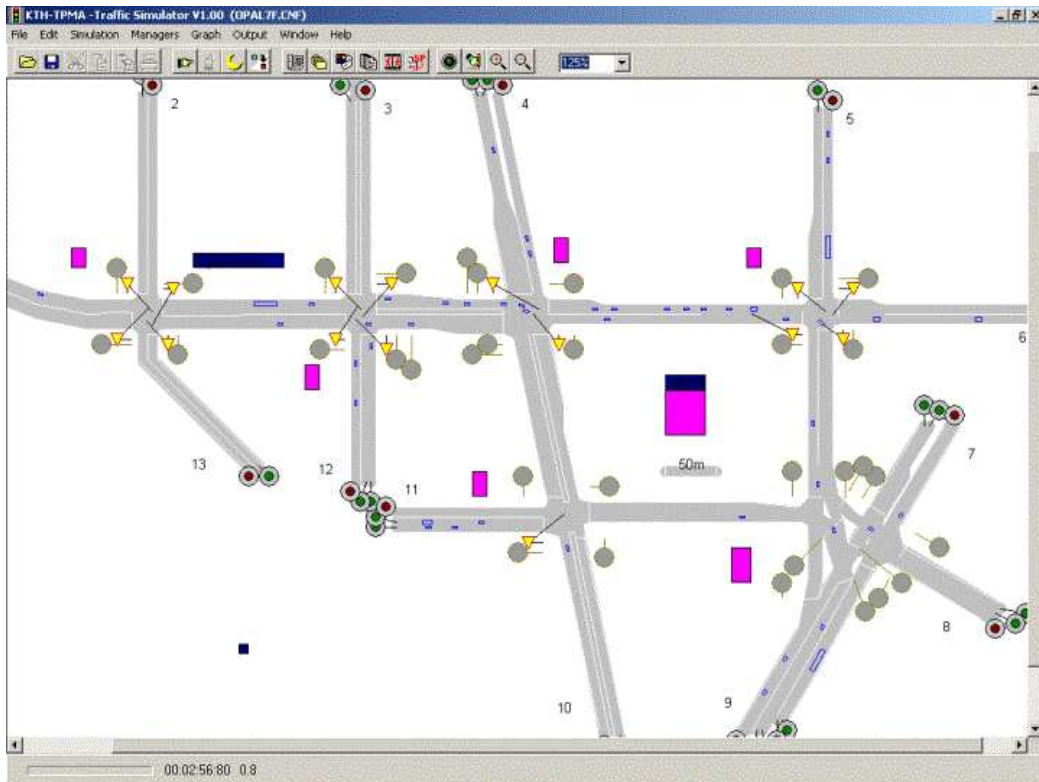 KTH-TPMA -Traffic Simulator V1.00 (OPAL7F.CNF)
File Edit Simulation Managers Graph Output Window Help
125%
2 3 4 5
6
7
50m
13 12 11
8
9
10
00:02:56:80 0.8